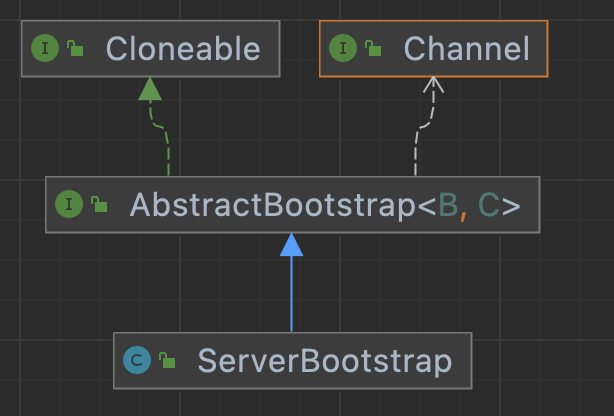 I Cloneable
I Channel
I AbstractBootstrap<B, C>
C ServerBootstrap